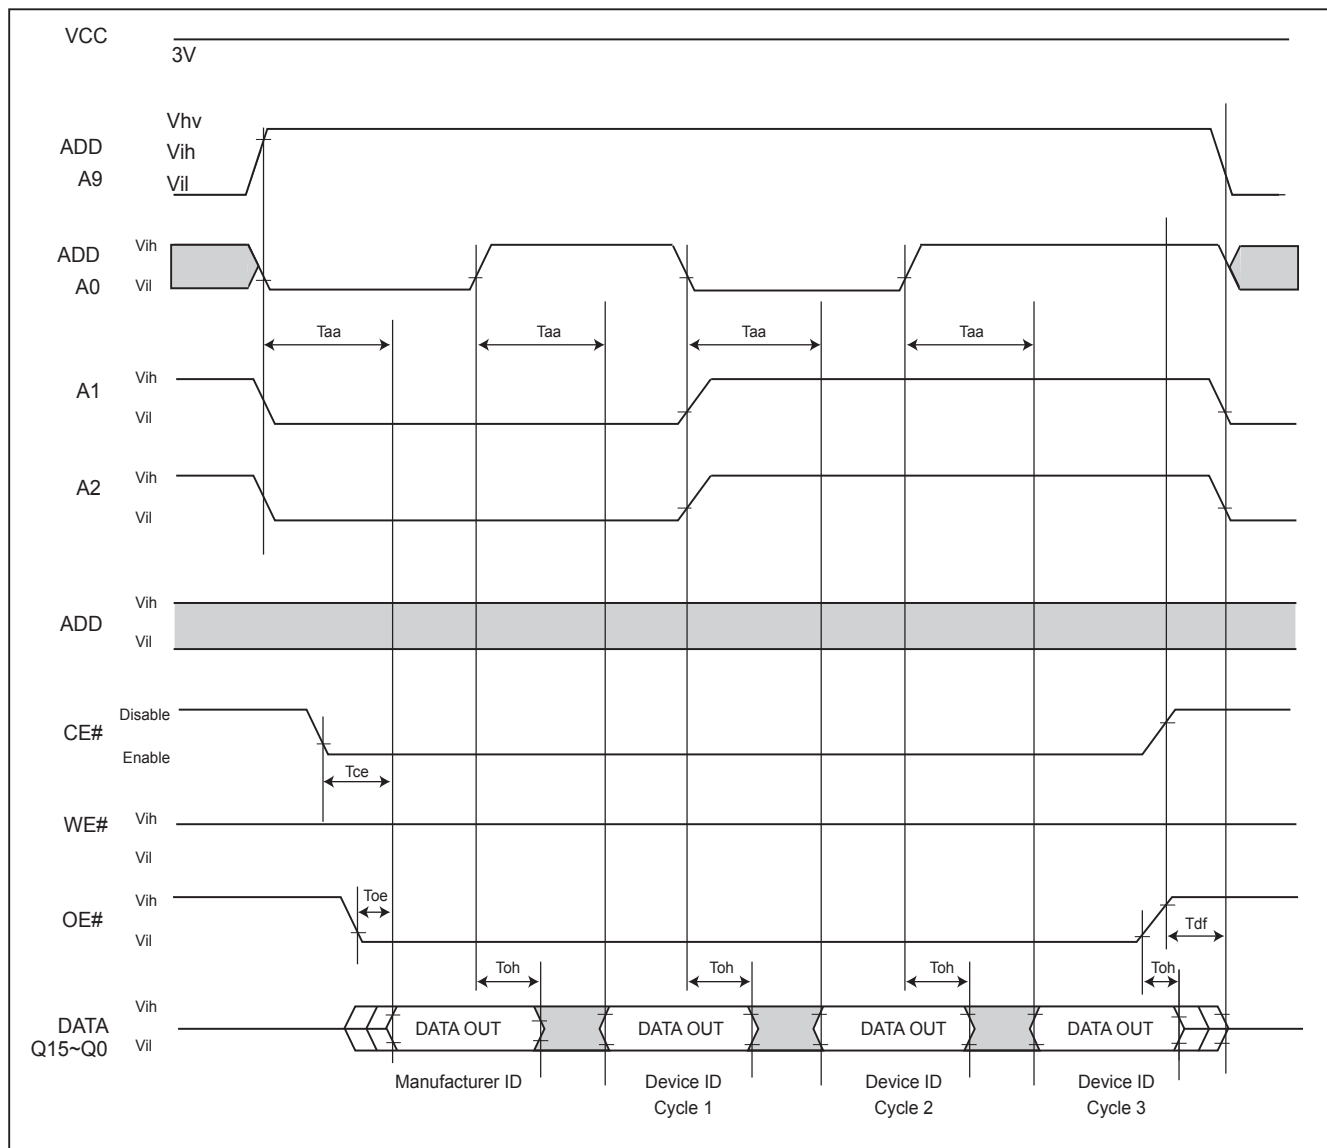 VCC
3V
ADD
A9
Vhv
Vih
Vil
ADD
A0
Vih
Vil
Taa
Taa
Taa
Taa
A1
Vih
Vil
A2
Vih
Vil
ADD
Vih
Vil
CE#
Disable
Enable
Tce
WE#
Vih
Vil
OE#
Vih
Vil
Toe
Tdf
Toh
Toh
Toh
Toh
DATA
Q15~Q0
Vih
Vil
DATA OUT
DATA OUT
DATA OUT
DATA OUT
Manufacturer ID
Device ID
Cycle 1
Device ID
Cycle 2
Device ID
Cycle 3